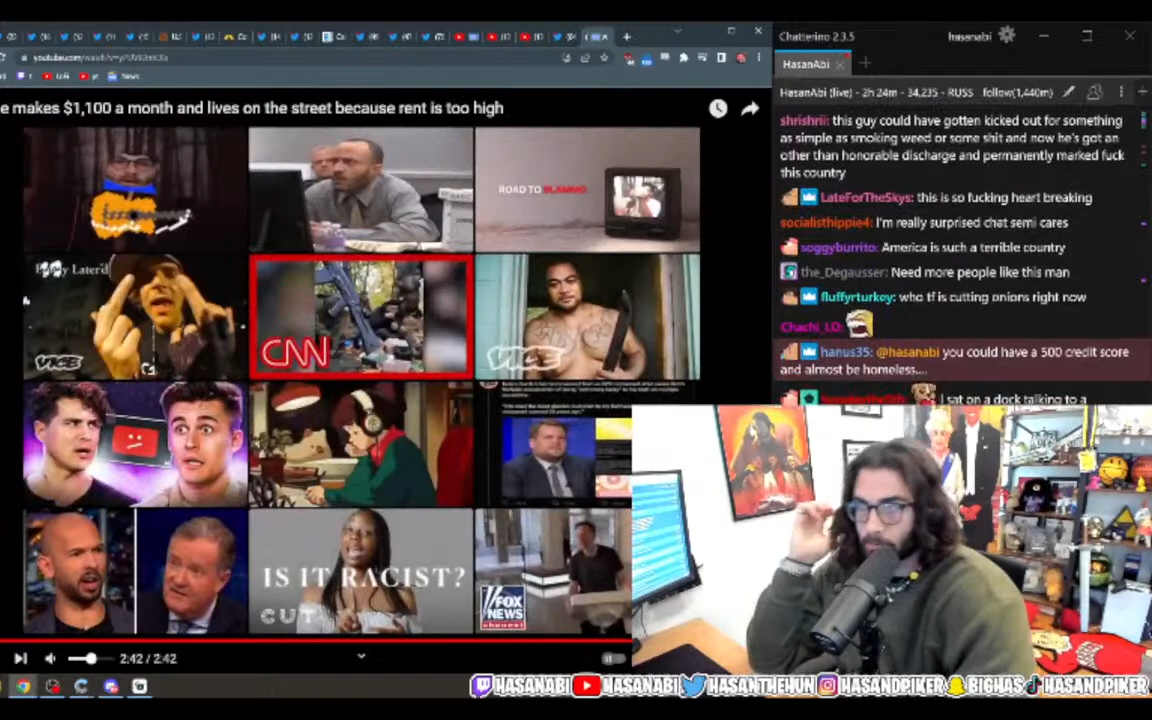 Chatterino 2.3.5
hasanabi
HasanAbi
News
HasanAbi (live) - 2h 24m - 34,235 - RUSS follow(1,440m)
e makes $1,100 a month and lives on the street because rent is too high
shrishrii: this guy could have gotten kicked out for something
as simple as smoking weed or some shit and now he's got an
other than honorable discharge and permanently marked fuck
this country
LateForTheSkys: this is so fucking heart breaking
socialisthippie4: I'm really surprised chat semi cares
soggyburrito: America is such a terrible country
the_Degausser: Need more people like this man
fluffyrturkey: who tf is cutting onions right now
Chachi_LD:
hanus35: @hasanabi you could have a 500 credit score
and almost be homeless....
I sat on a dock talking to a
ROAD TO
Later'd
VICE
CNN
VICE
IS IT RACIST?
CUT
FOX
NEWS
channel
2:42 / 2:42
HASANABI HASANABI HASANTHEHUN HASANDPIKER BIGHAS HASANDPIKER